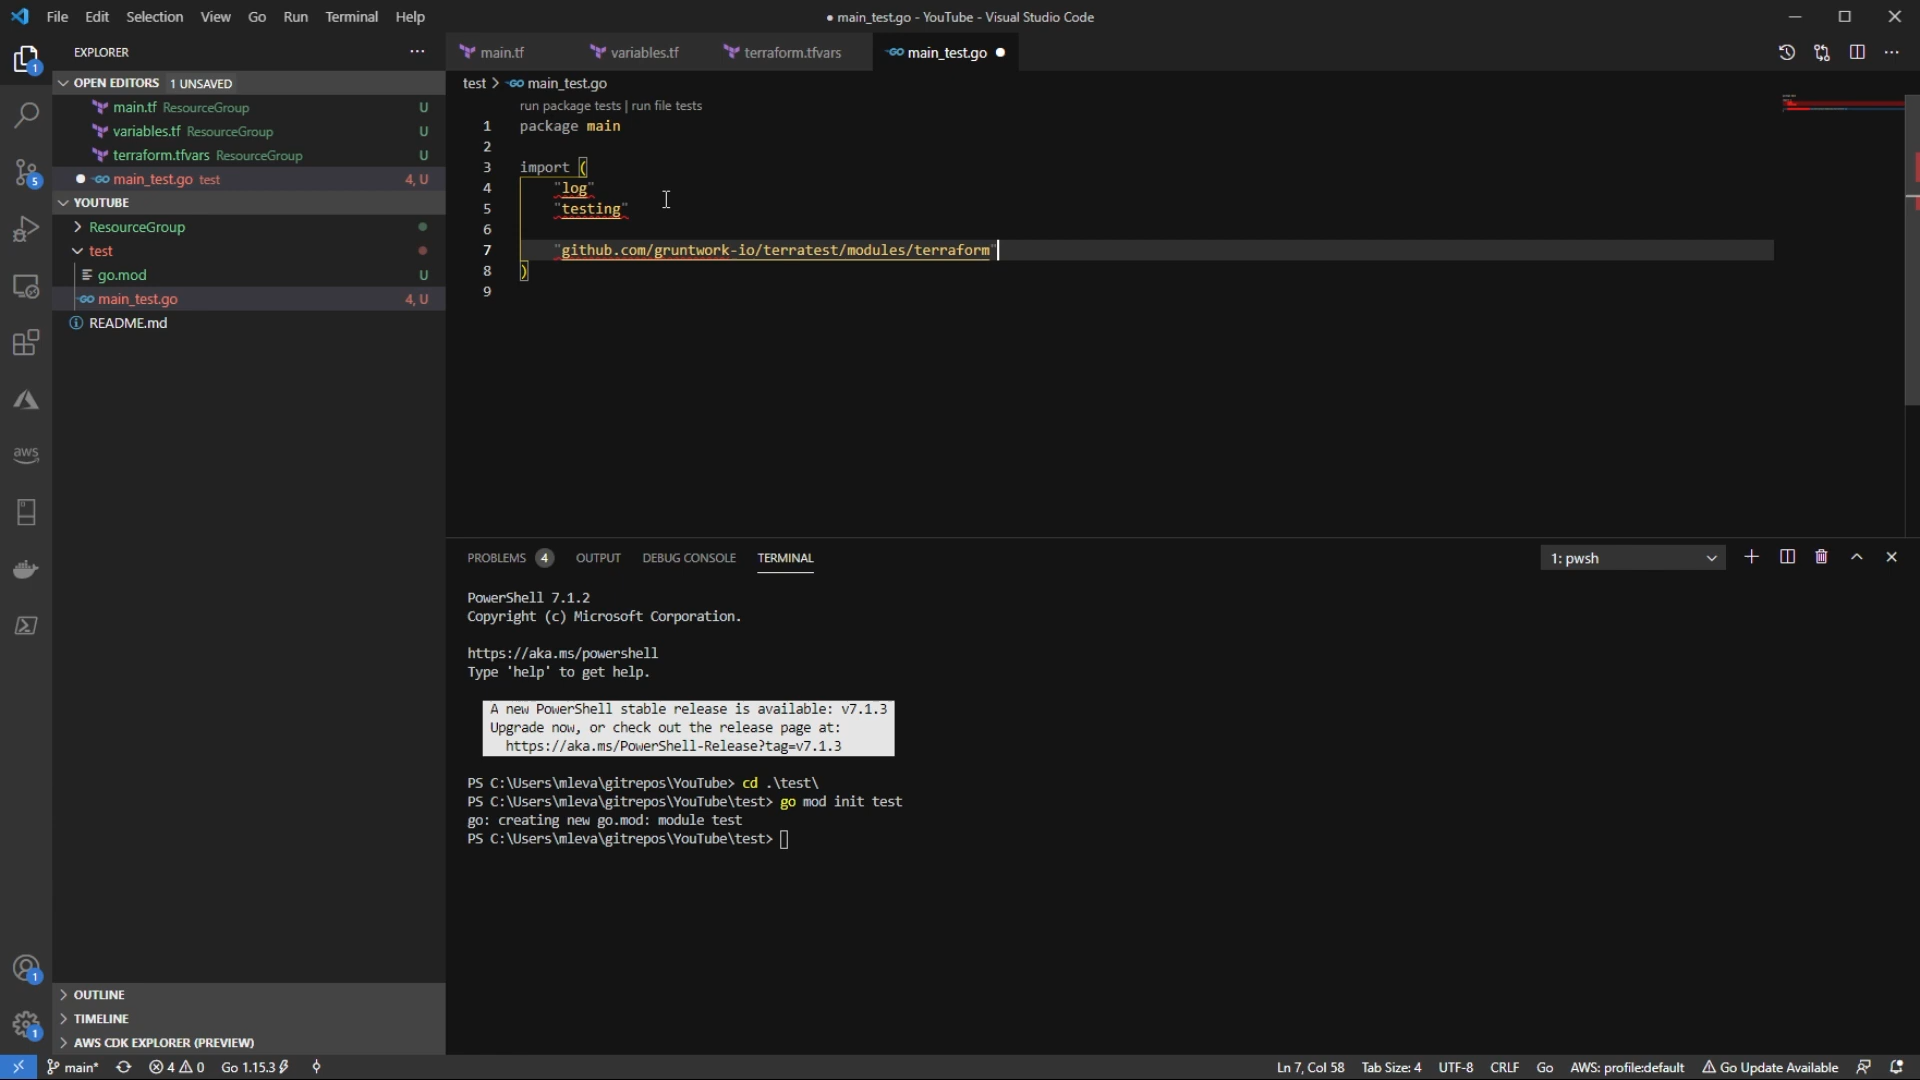 File Edit Selection View Go Run Terminal Help
● main_test.go - YouTube - Visual Studio Code
EXPLORER
main.tf
variables.tf
terraform.tfvars
main_test.go
OPEN EDITORS 1 UNSAVED
main.tf ResourceGroup U
variables.tf ResourceGroup U
terraform.tfvars ResourceGroup U
main_test.go test 4, U
YOUTUBE
ResourceGroup
test
go.mod U
main_test.go 4, U
README.md
OUTLINE
TIMELINE
AWS CDK EXPLORER (PREVIEW)
1
5
aws
1
1
test > main_test.go
run package tests | run file tests
1 package main
2
3 import (
4 "log"
5 "testing"
6
7 "github.com/gruntwork-io/terratest/modules/terraform"
8 )
9
PROBLEMS 4 OUTPUT DEBUG CONSOLE TERMINAL
1: pwsh
PowerShell 7.1.2
Copyright (c) Microsoft Corporation.
https://aka.ms/powershell
Type 'help' to get help.
A new PowerShell stable release is available: v7.1.3
Upgrade now, or check out the release page at:
https://aka.ms/PowerShell-Release?tag=v7.1.3
PS C:\Users\mleva\gitrepos\YouTube> cd .\test\
PS C:\Users\mleva\gitrepos\YouTube\test> go mod init test
go: creating new go.mod: module test
PS C:\Users\mleva\gitrepos\YouTube\test>
main* 4 0 Go 1.15.3
Ln 7, Col 58 Tab Size: 4 UTF-8 CRLF Go AWS: profile:default Go Update Available